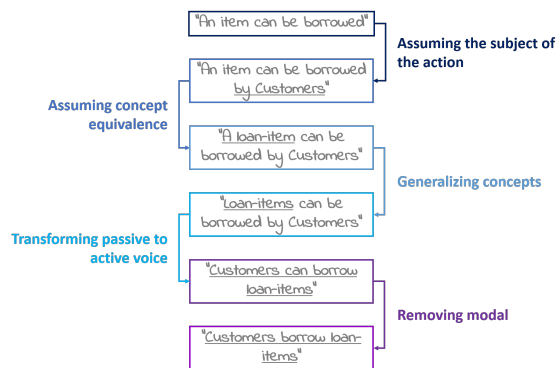 "An item can be borrowed"
Assuming the subject of
the action
"An item can be borrowed
by Customers"
Assuming concept
equivalence
"A loan-item can be
borrowed by Customers"
Generalizing concepts
"Loan-items can be
borrowed by Customers"
Transforming passive to
active voice
"Customers can borrow
loan-items"
Removing modal
"Customers borrow loan-
items"